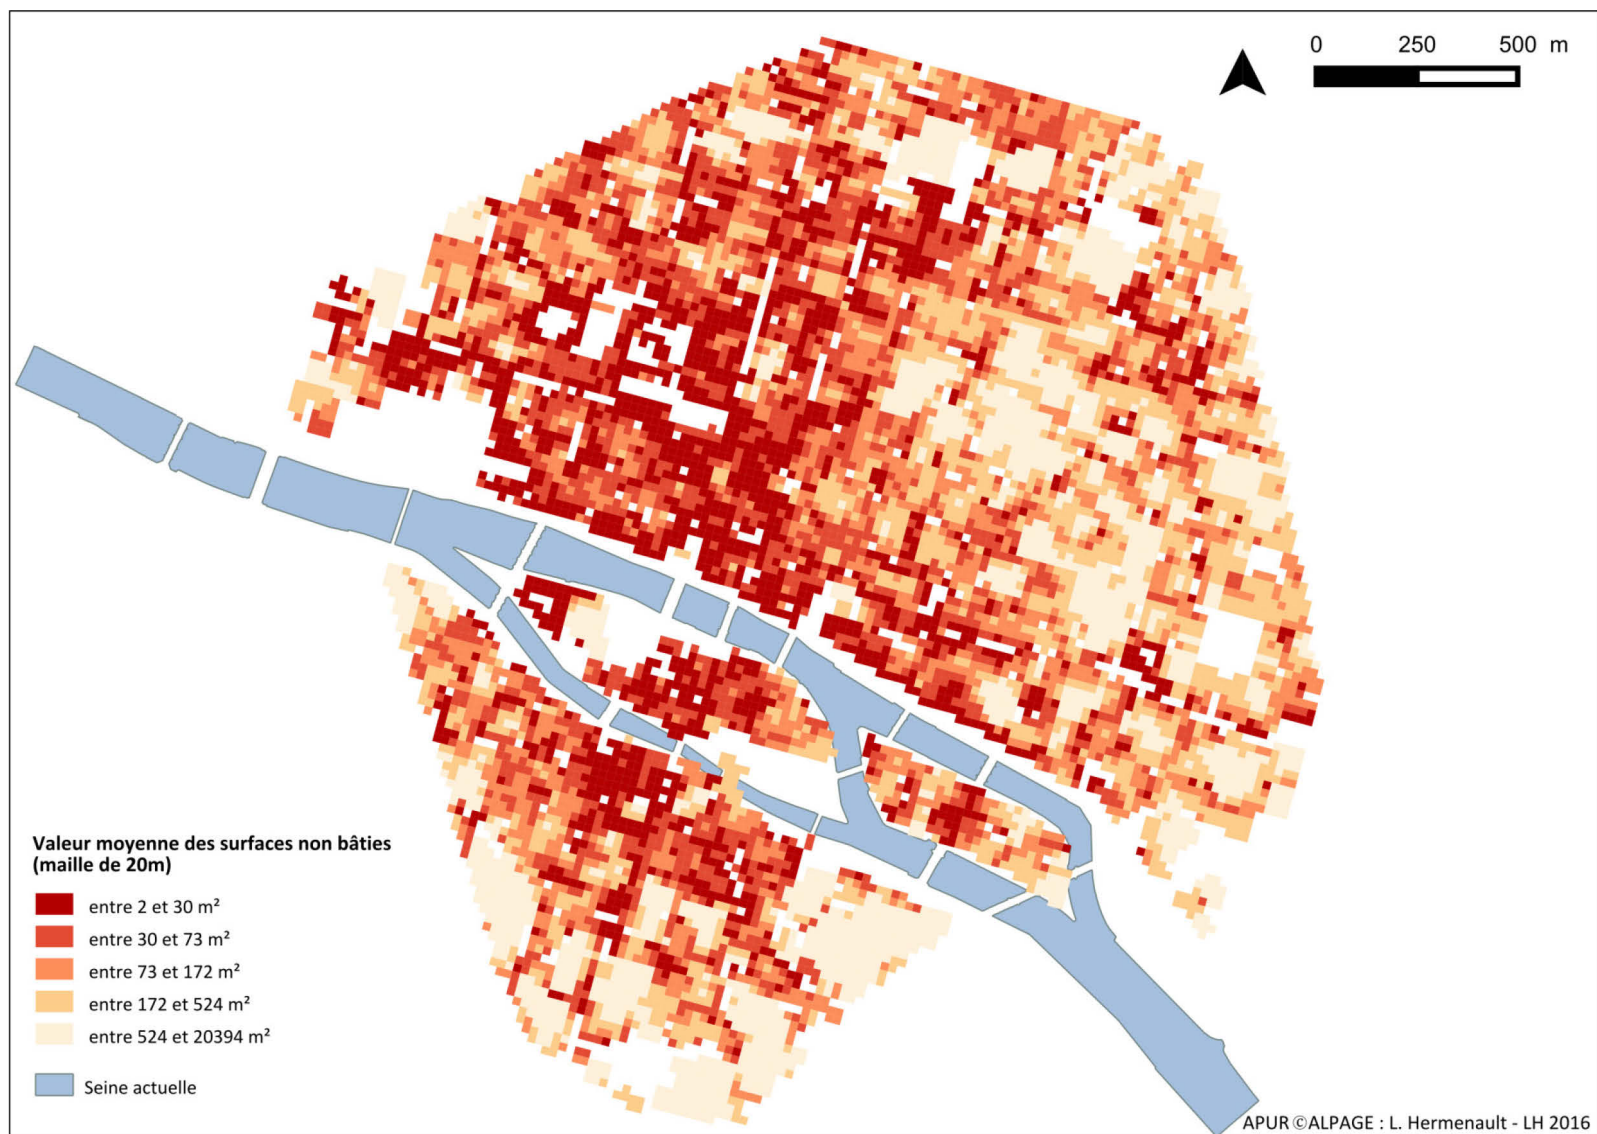 0 250 500 m
Valeur moyenne des surfaces non bâties
(maille de 20m)
entre 2 et 30 m²
entre 30 et 73 m²
entre 73 et 172 m²
entre 172 et 524 m²
entre 524 et 20394 m²
Seine actuelle
APUR ©ALPAGE : L. Hermenault - LH 2016